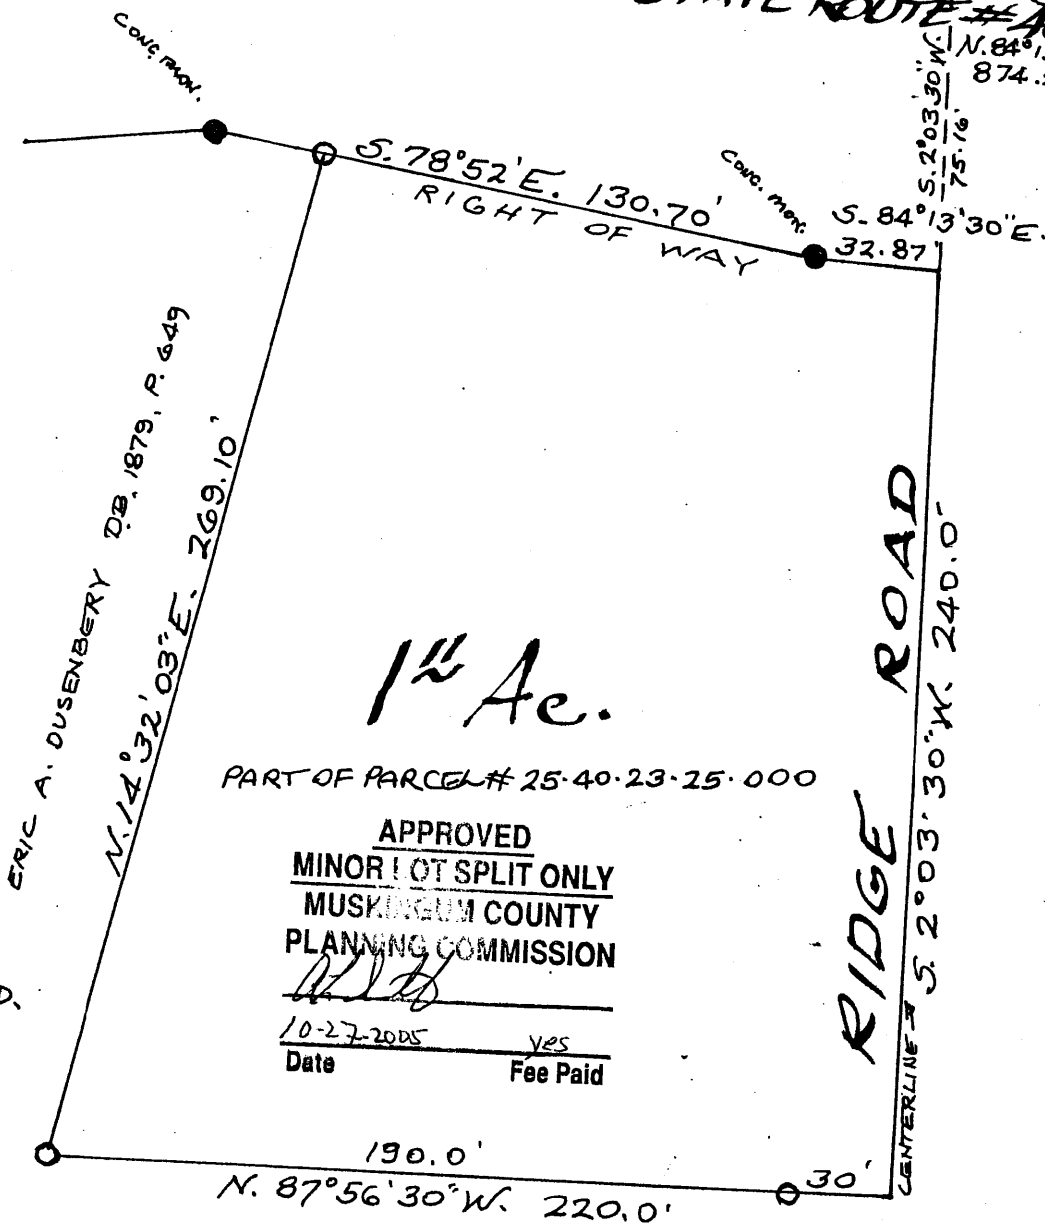 STATE ROUTE #
N. 84°
874.
S. 2°03'30"W.
75.16'
CONC. MON.
S. 78°52'E. 130.70'
RIGHT OF WAY
CONC. MON.
S. 84°13'30"E.
32.87
ERIC A. DUSENBERY D.B. 1879, P. 649
N. 14°32'03"E. 269.10'
RIDGE ROAD
CENTERLINE S. 2°03'30"W. 240.0'
Ac.
PART OF PARCEL # 25-40-23-25-000
APPROVED
MINOR LOT SPLIT ONLY
MUSKINGUM COUNTY
PLANNING COMMISSION
10-27-2005 yes
Date Fee Paid
190.0'
30'
N. 87°56'30"W. 220.0'